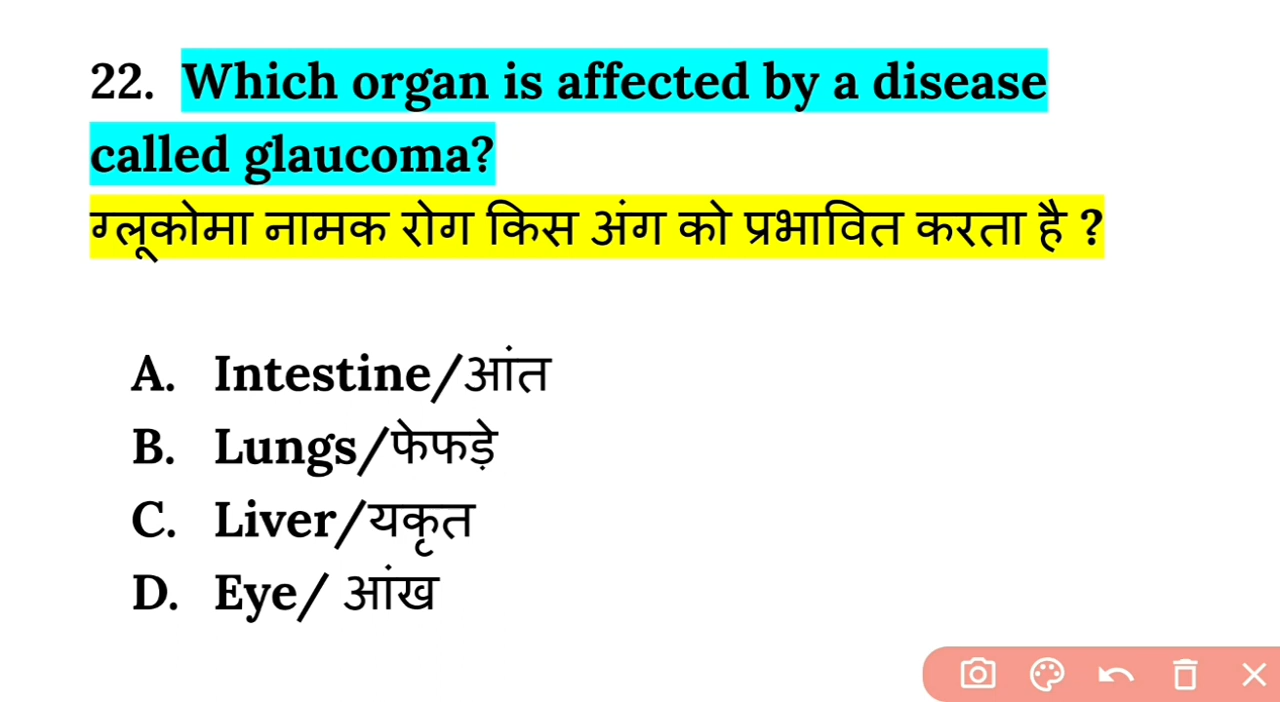 22. Which organ is affected by a disease
called glaucoma?
ग्लूकोमा नामक रोग किस अंग को प्रभावित करता है ?
A. Intestine/आंत
B. Lungs/फेफड़े
C. Liver/यकृत
D. Eye/ आंख